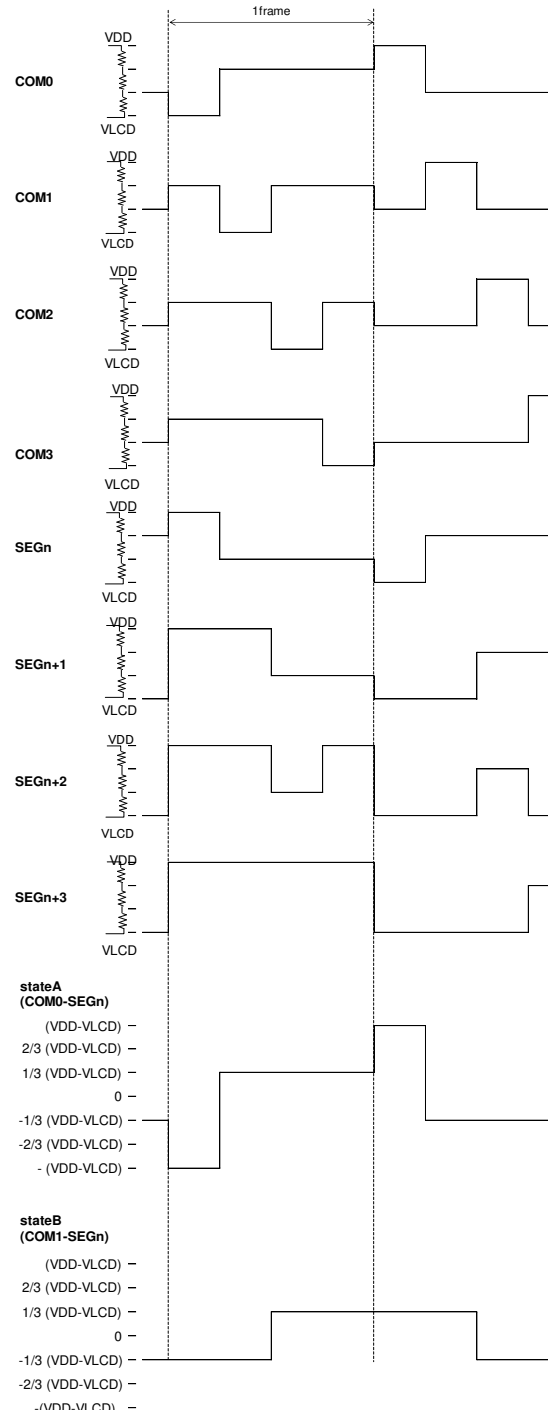 1frame
VDD
COM0
VLCD
VDD
COM1
VLCD
VDD
COM2
VLCD
VDD
COM3
VLCD
VDD
SEGn
VLCD
VDD
SEGn+1
VLCD
VDD
SEGn+2
VLCD
VDD
SEGn+3
VLCD
stateA
(COM0-SEGn)
(VDD-VLCD)
2/3 (VDD-VLCD)
1/3 (VDD-VLCD)
0
-1/3 (VDD-VLCD)
-2/3 (VDD-VLCD)
- (VDD-VLCD)
stateB
(COM1-SEGn)
(VDD-VLCD)
2/3 (VDD-VLCD)
1/3 (VDD-VLCD)
0
-1/3 (VDD-VLCD)
-2/3 (VDD-VLCD)
-(VDD-VLCD)